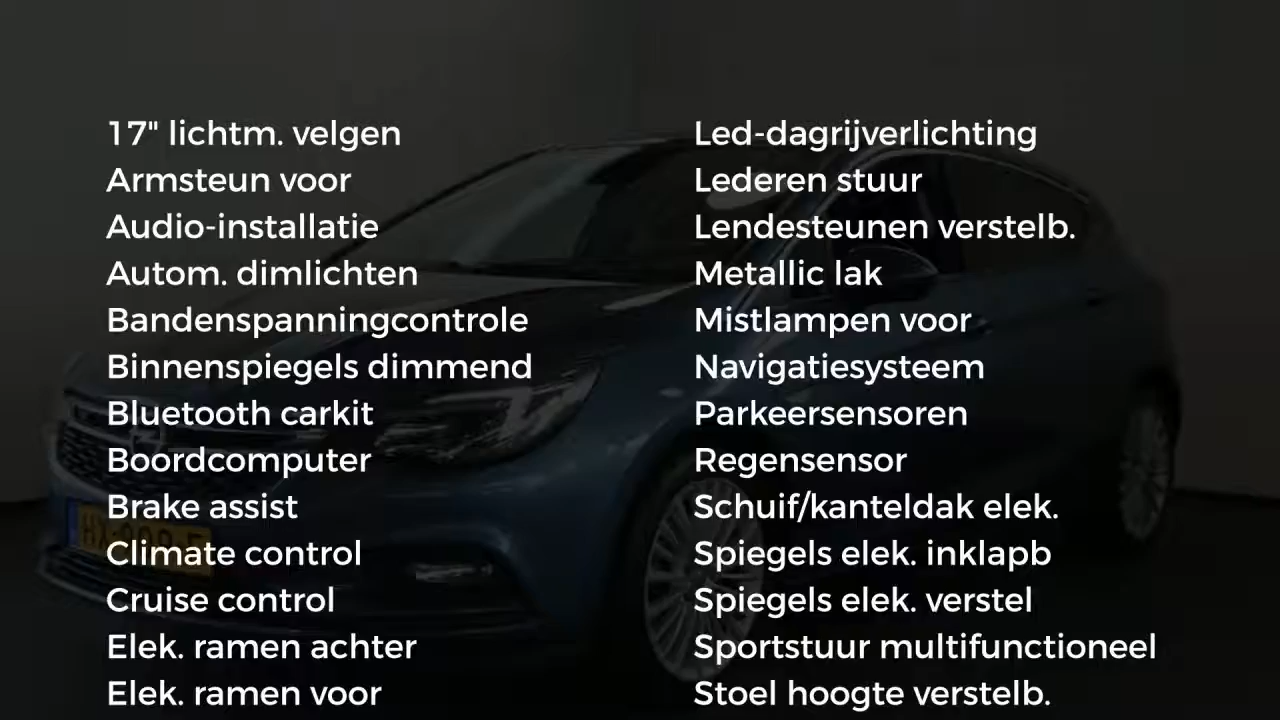 17" lichtm. velgen
Armsteun voor
Audio-installatie
Autom. dimlichten
Bandenspanningcontrole
Binnenspiegels dimmend
Bluetooth carkit
Boordcomputer
Brake assist
Climate control
Cruise control
Elek. ramen achter
Elek. ramen voor
Led-dagrijverlichting
Lederen stuur
Lendesteunen verstelb.
Metallic lak
Mistlampen voor
Navigatiesysteem
Parkeersensoren
Regensensor
Schuif/kanteldak elek.
Spiegels elek. inklapb
Spiegels elek. verstel
Sportstuur multifunctioneel
Stoel hoogte verstelb.